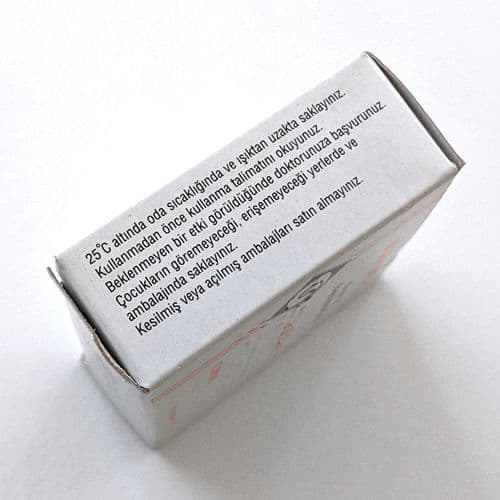 25°C altında oda sıcaklığında ve ışıktan uzakta saklayınız.
Kullanmadan önce kullanma talimatını okuyunuz.
Beklenmeyen bir etki görüldüğünde doktorunuza başvurunuz.
Çocukların göremeyeceği, erişemeyeceği yerlerde ve
ambalajında saklayınız.
Kesilmiş veya açılmış ambalajları satın almayınız.